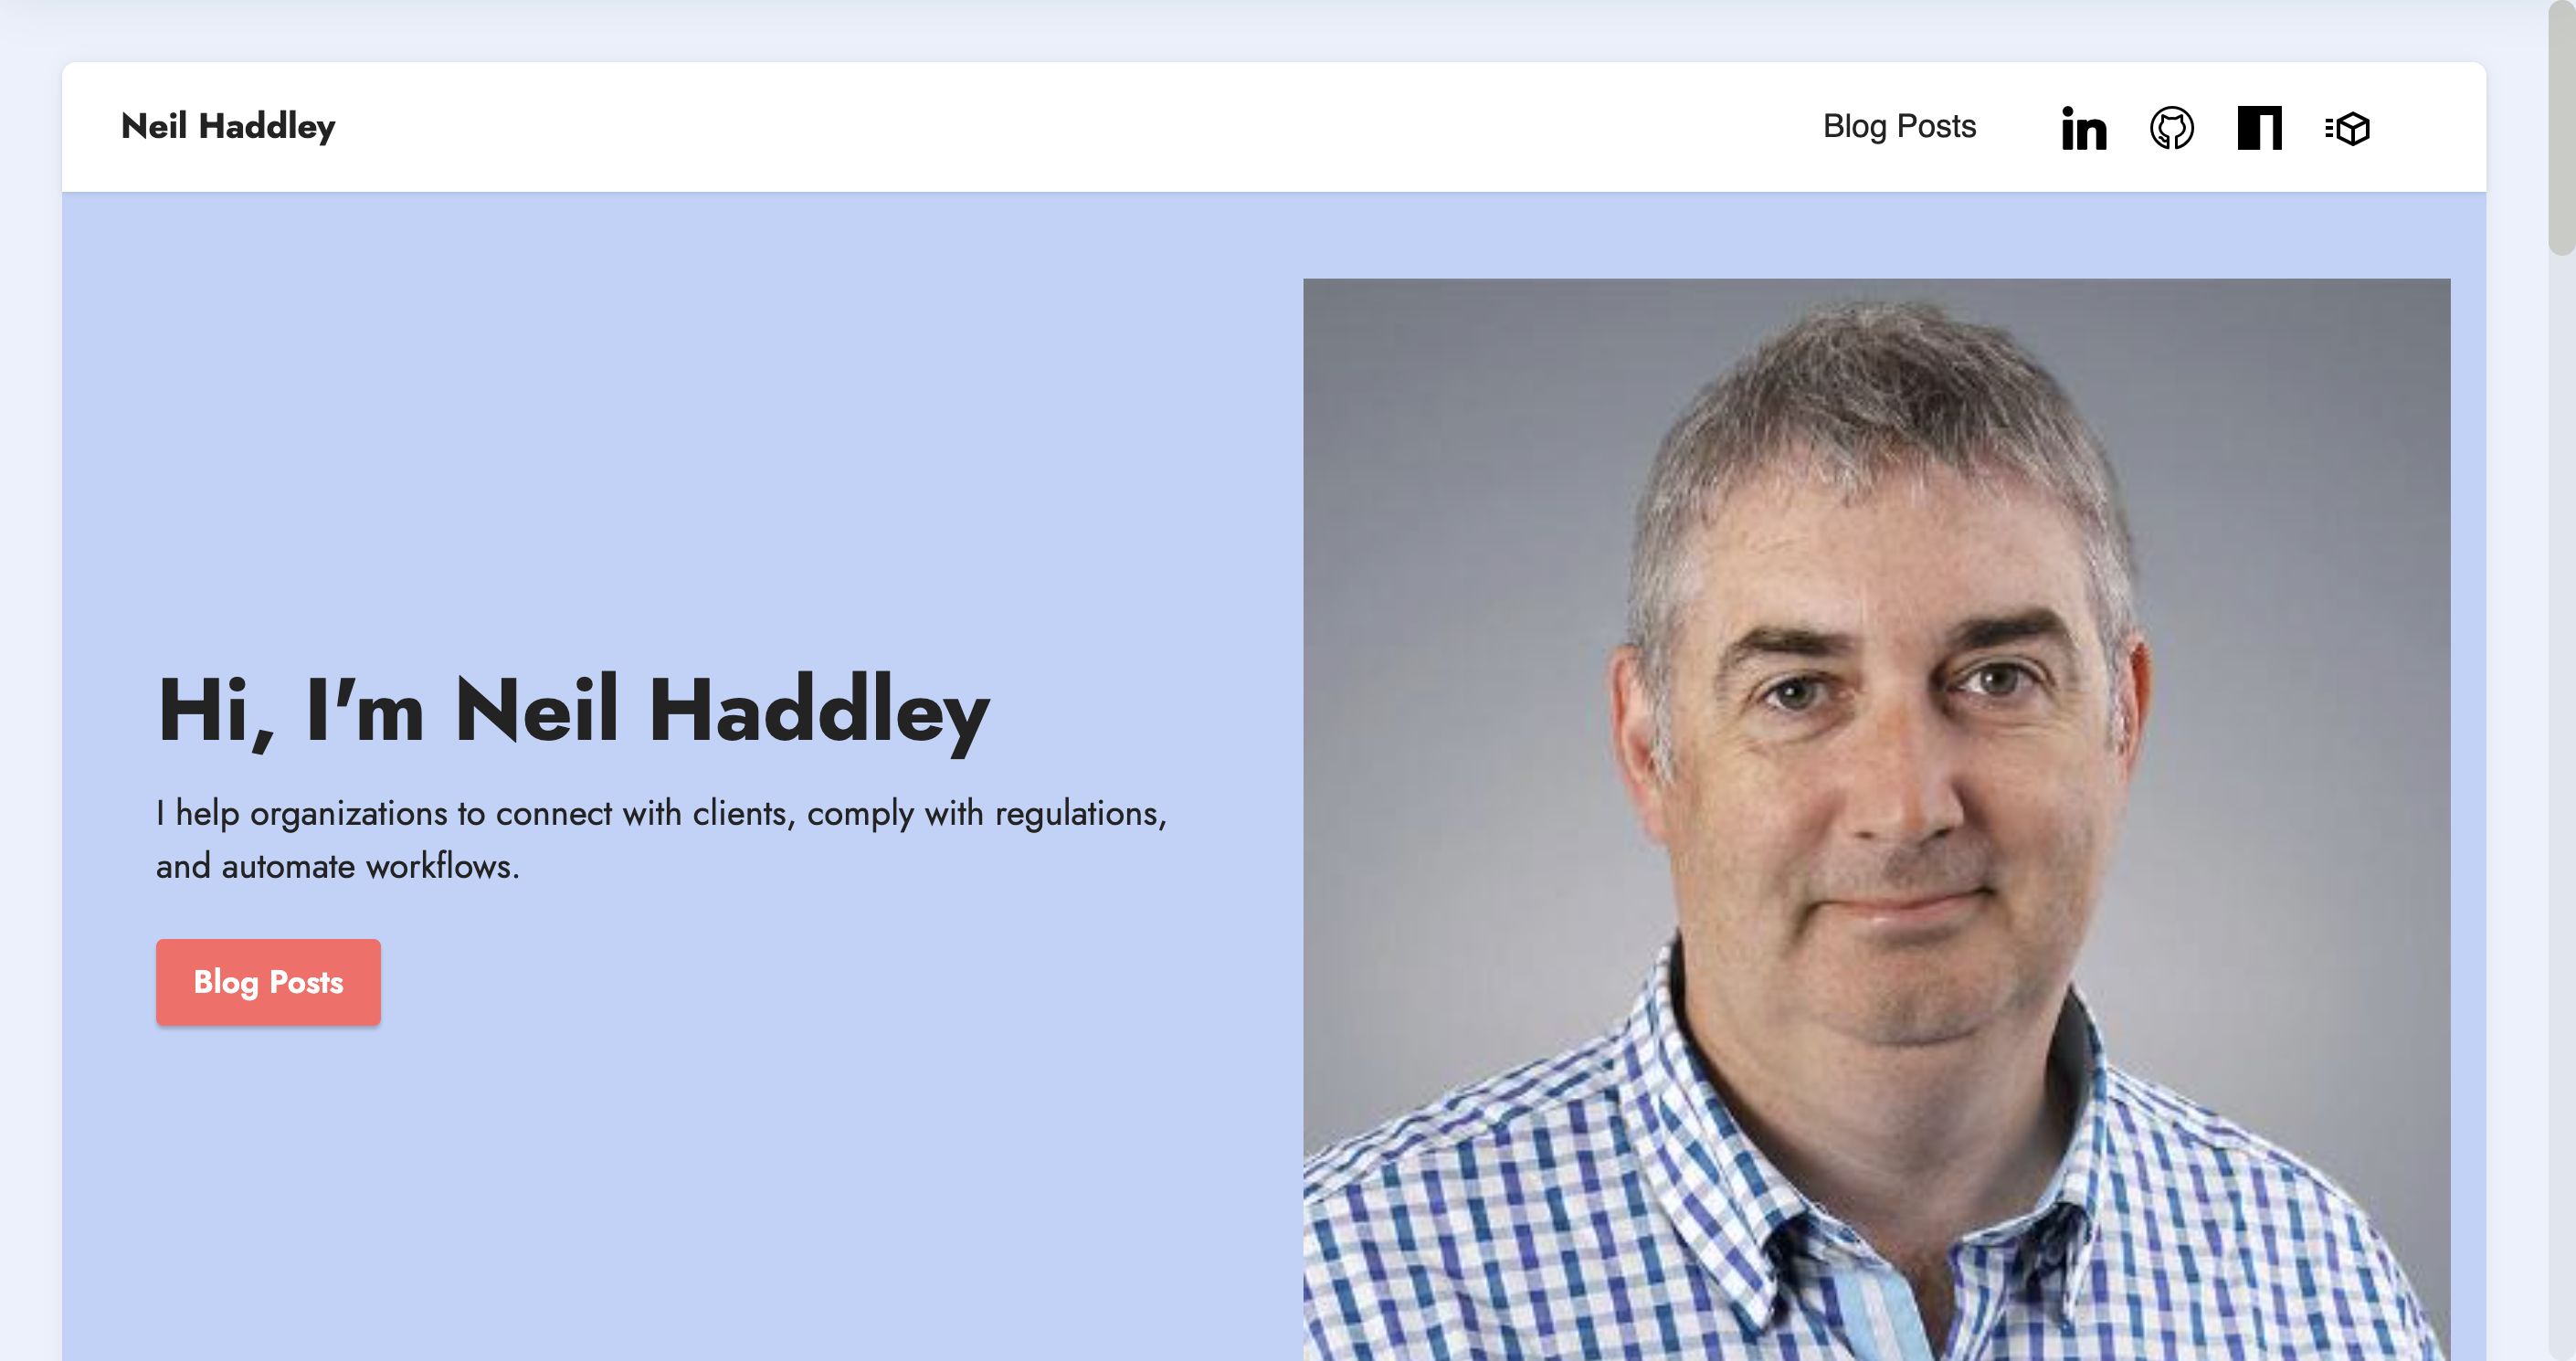 Neil Haddley
Blog Posts
in
Hi, I'm Neil Haddley
I help organizations to connect with clients, comply with regulations,
and automate workflows.
Blog Posts